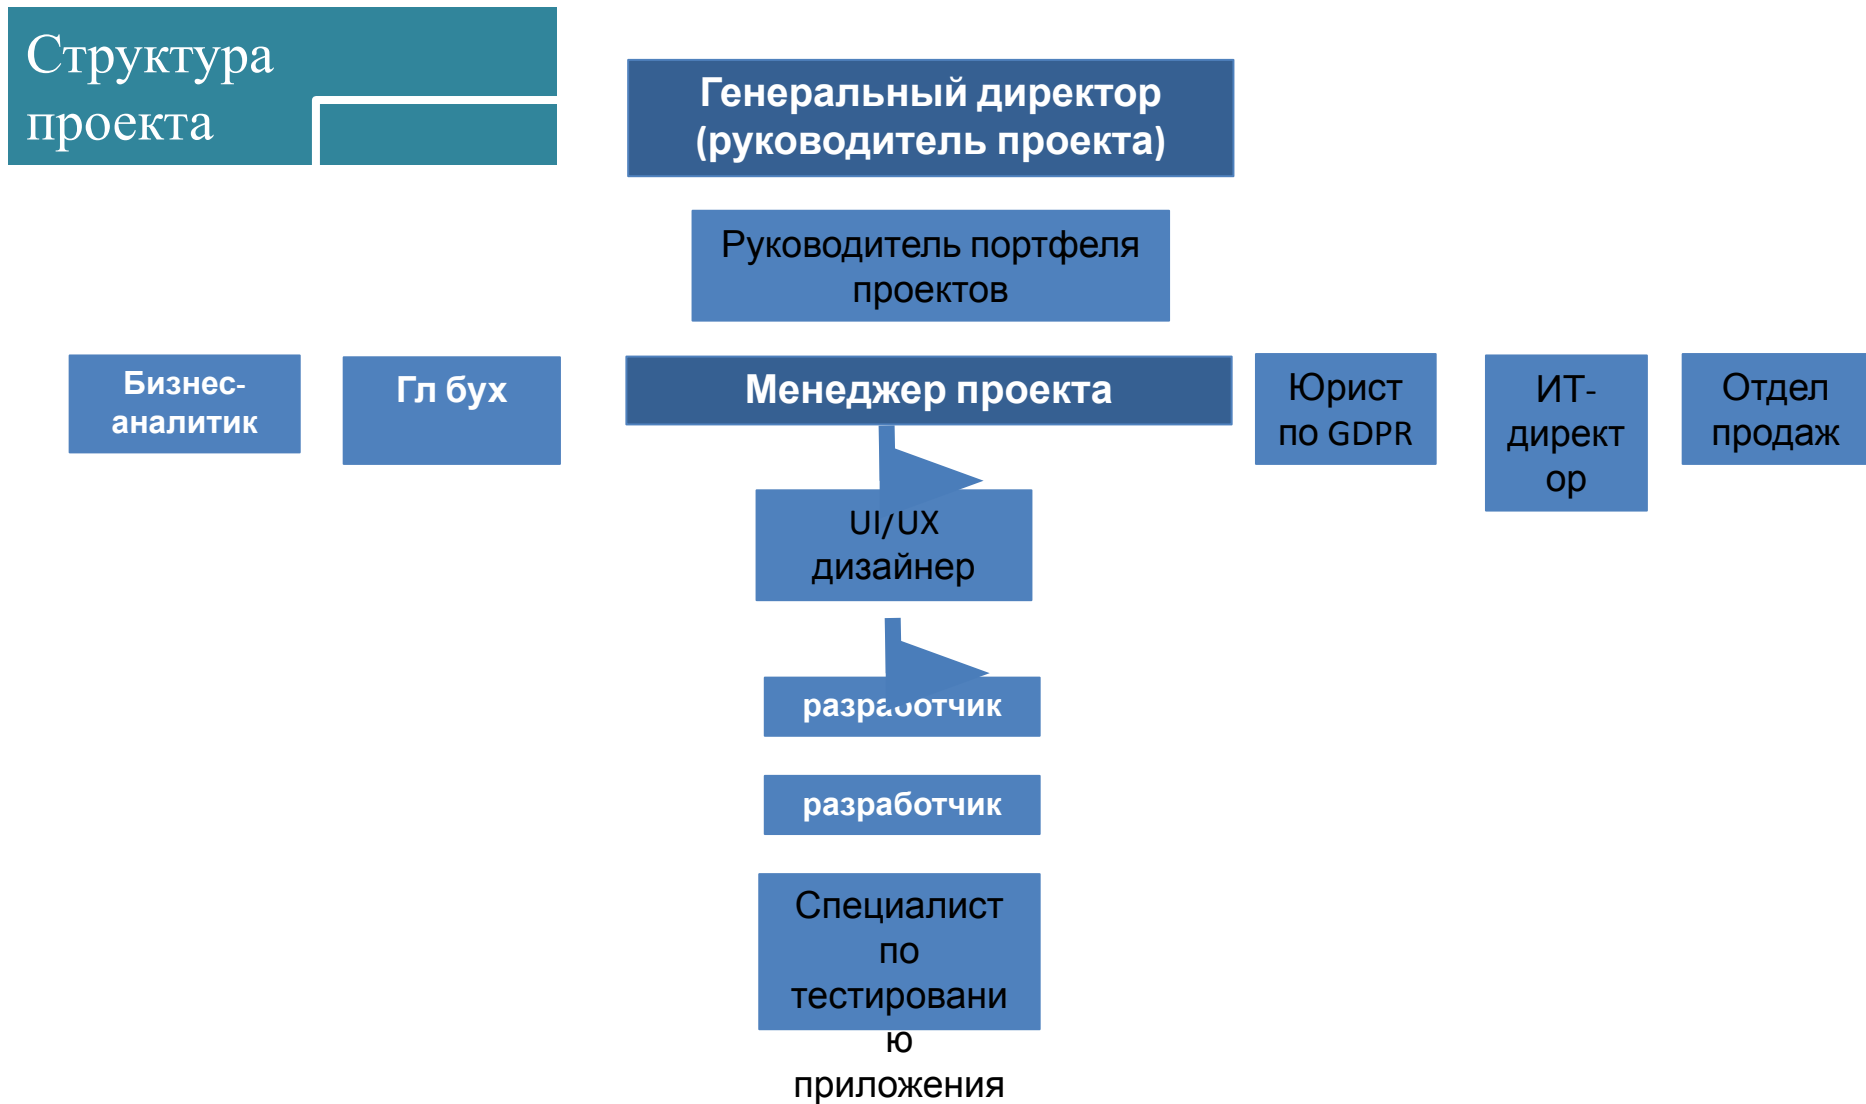 Структура
проекта
Генеральный директор
(руководитель проекта)
Руководитель портфеля
проектов
Бизнес-
аналитик
Гл бух
Менеджер проекта
Юрист
по GDPR
ИТ-
директ
ор
Отдел
продаж
UI/UX
дизайнер
разработчик
разработчик
Специалист
по
тестировани
ю
приложения